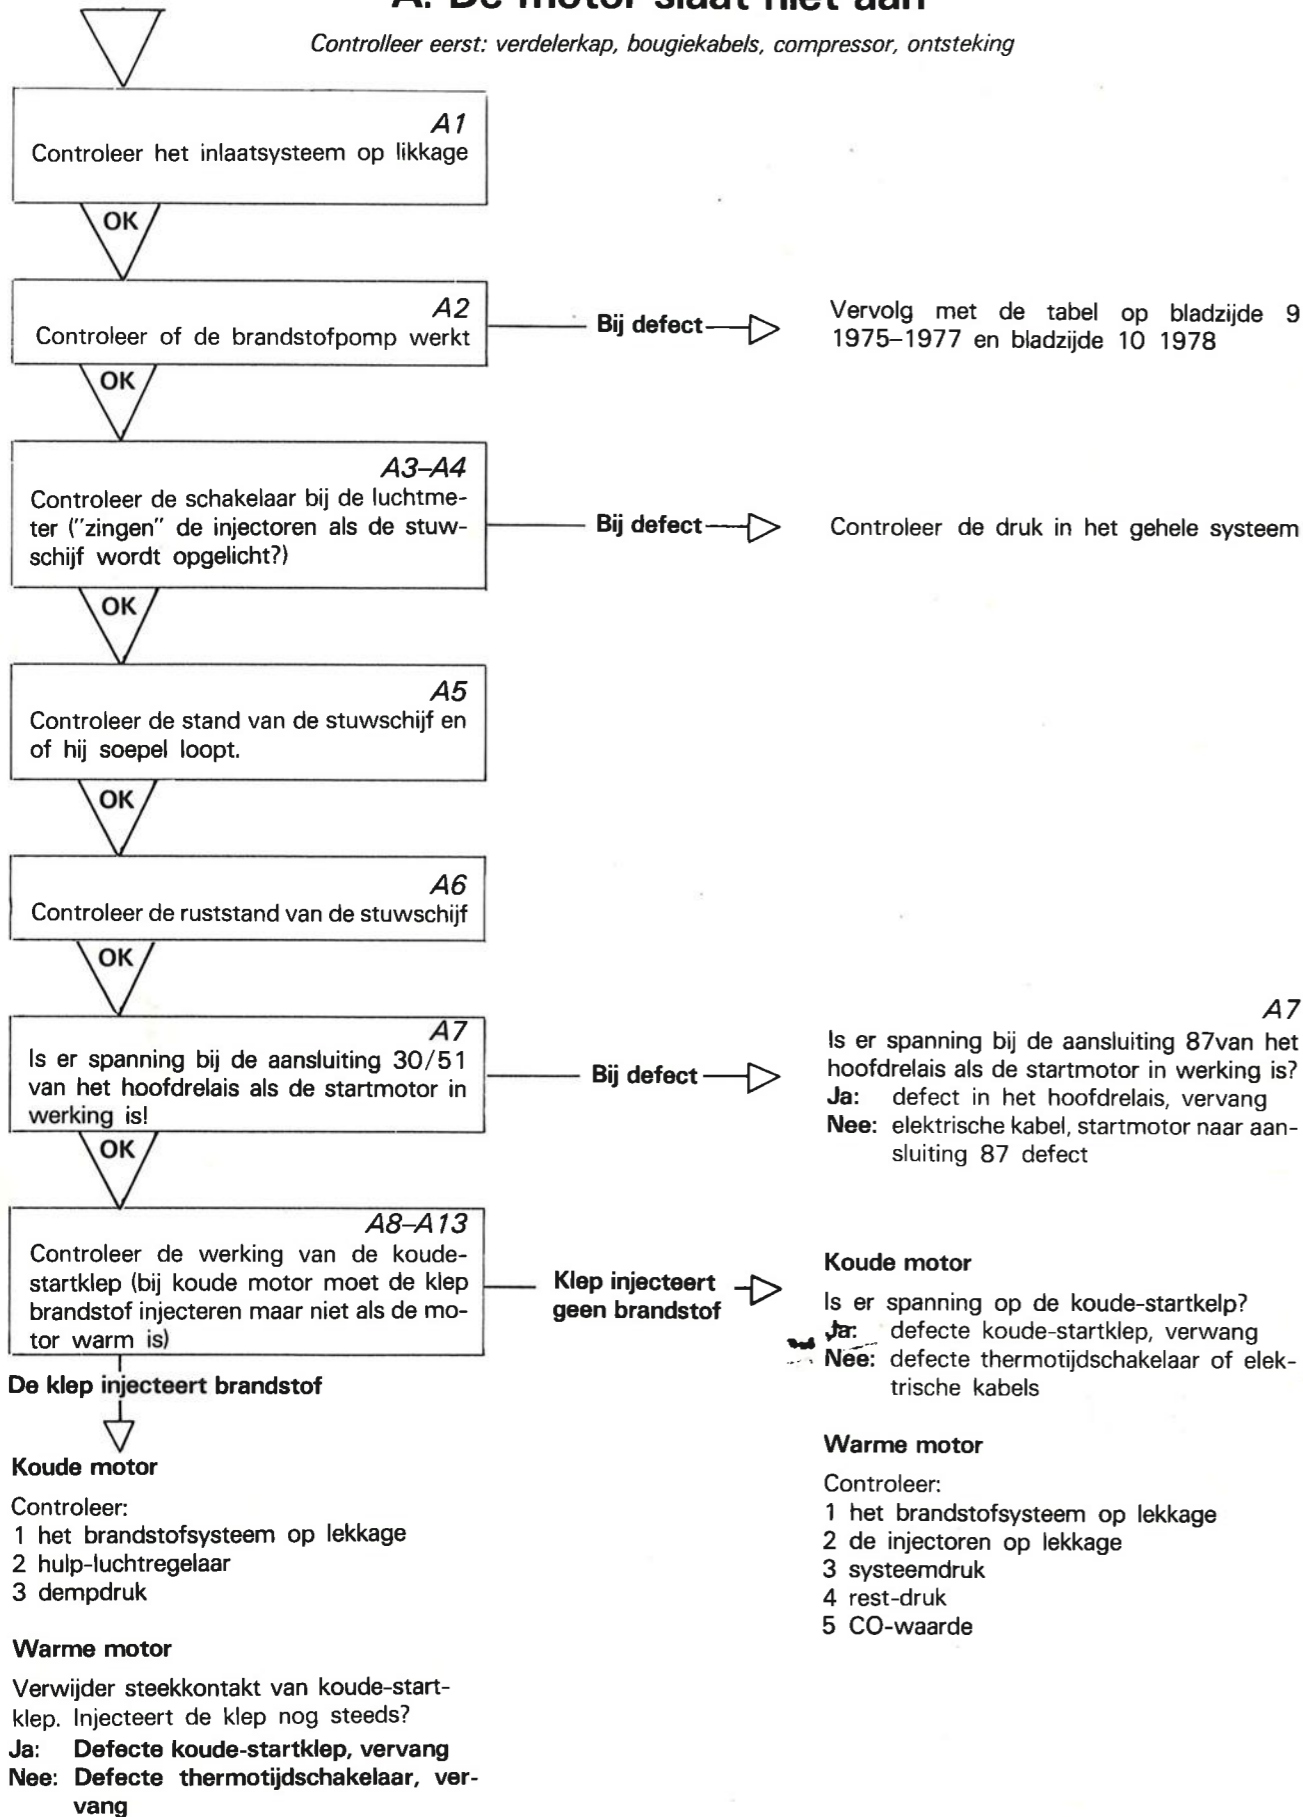 A. De motor slaat niet aan
Controlleer eerst: verdelerkap, bougiekabels, compressor, ontsteking
A1
Controleer het inlaatsysteem op likkage
OK
A2
Controleer of de brandstofpomp werkt
Bij defect
Vervolg met de tabel op bladzijde 9
1975–1977 en bladzijde 10 1978
OK
A3–A4
Controleer de schakelaar bij de luchtme-
ter ("zingen" de injectoren als de stuw-
schijf wordt opgelicht?)
Bij defect
Controleer de druk in het gehele systeem
OK
A5
Controleer de stand van de stuwschijf en
of hij soepel loopt.
OK
A6
Controleer de ruststand van de stuwschijf
OK
A7
Is er spanning bij de aansluiting 30/51
van het hoofdrelais als de startmotor in
werking is!
Bij defect
A7
Is er spanning bij de aansluiting 87van het
hoofdrelais als de startmotor in werking is?
Ja: defect in het hoofdrelais, vervang
Nee: elektrische kabel, startmotor naar aan-
sluiting 87 defect
OK
A8–A13
Controleer de werking van de koude-
startklep (bij koude motor moet de klep
brandstof injecteren maar niet als de mo-
tor warm is)
Klep injecteert
geen brandstof
Koude motor
Is er spanning op de koude-startkelp?
Ja: defecte koude-startklep, verwang
Nee: defecte thermotijdschakelaar of elek-
trische kabels
Warme motor
Controleer:
1 het brandstofsysteem op lekkage
2 de injectoren op lekkage
3 systeemdruk
4 rest-druk
5 CO-waarde
De klep injecteert brandstof
Koude motor
Controleer:
1 het brandstofsysteem op lekkage
2 hulp-luchtregelaar
3 dempdruk
Warme motor
Verwijder steekkontakt van koude-start-
klep. Injecteert de klep nog steeds?
Ja: Defecte koude-startklep, vervang
Nee: Defecte thermotijdschakelaar, ver-
vang